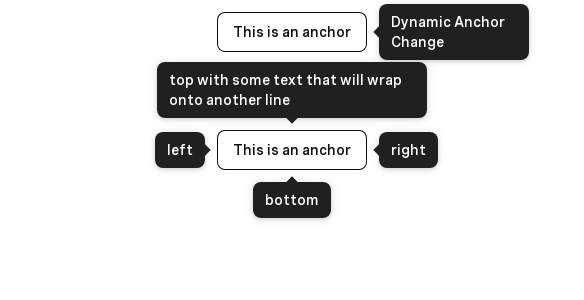 This is an anchor
Dynamic Anchor
Change
top with some text that will wrap
onto another line
left
This is an anchor
right
bottom